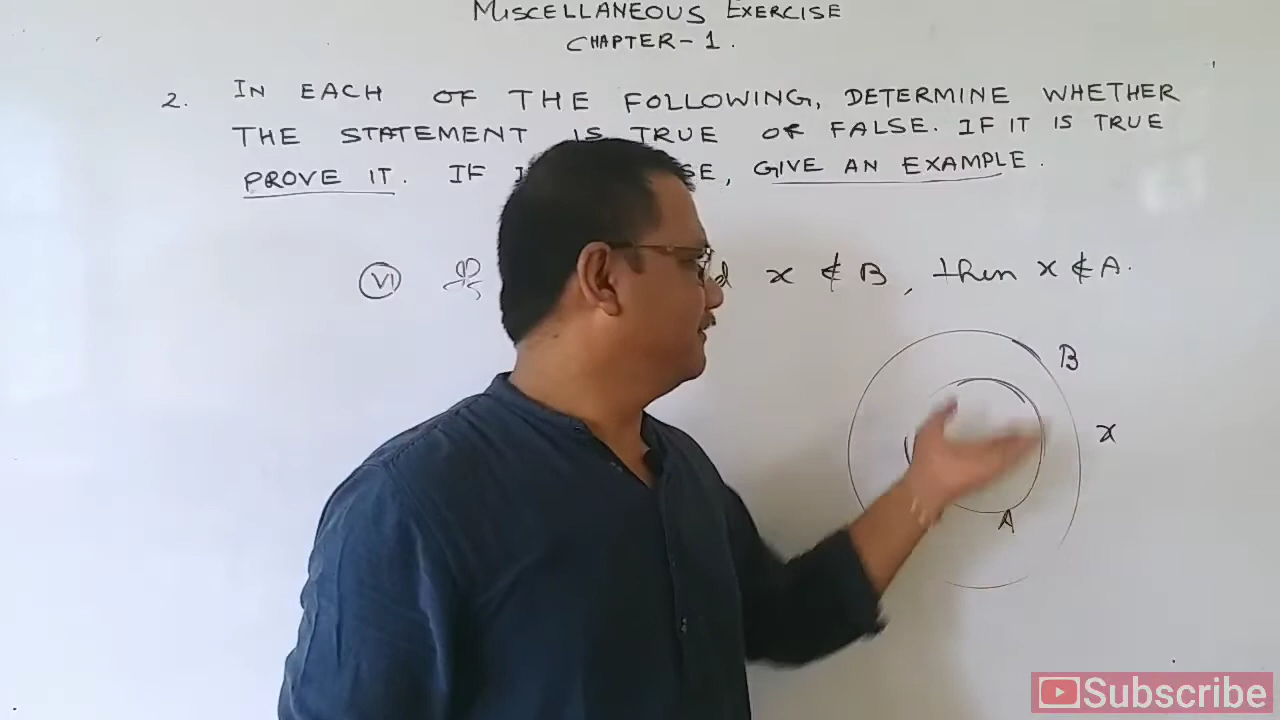 MISCELLANEOUS EXERCISE
CHAPTER-1.
2. IN EACH OF THE FOLLOWING, DETERMINE WHETHER
THE STATEMENT IS TRUE OR FALSE. IF IT IS TRUE
PROVE IT. IF SE, GIVE AN EXAMPLE.
VI If d x ∉ B, then x ∉ A.
B
x
A
Subscribe